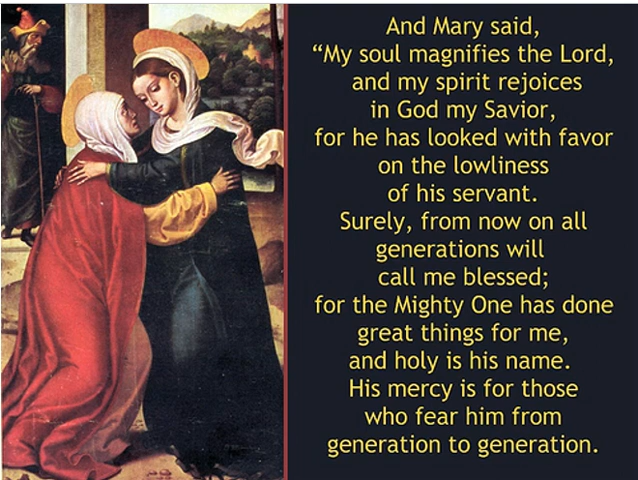 And Mary said,
“My soul magnifies the Lord,
and my spirit rejoices
in God my Savior,
for he has looked with favor
on the lowliness
of his servant.
Surely, from now on all
generations will
call me blessed;
for the Mighty One has done
great things for me,
and holy is his name.
His mercy is for those
who fear him from
generation to generation.